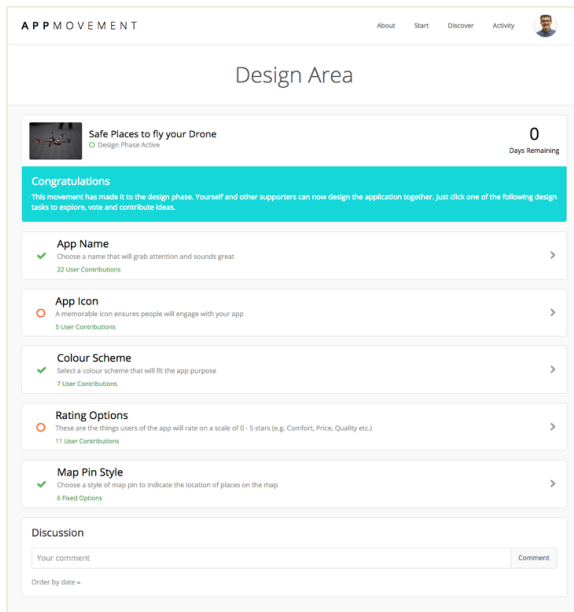 APPMOVEMENT
About Start Discover Activity
Design Area
Safe Places to fly your Drone
Design Phase Active
0
Days Remaining
Congratulations
This movement has made it to the design phase. Yourself and other supporters can now design the application together. Just click one of the following design
tasks to explore, vote and contribute ideas.
App Name
Choose a name that will grab attention and sounds great
22 User Contributions
App Icon
A memorable icon ensures people will engage with your app
5 User Contributions
Colour Scheme
Select a colour scheme that will fit the app purpose
7 User Contributions
Rating Options
These are the things users of the app will rate on a scale of 0 - 5 stars (e.g. Comfort, Price, Quality etc.)
11 User Contributions
Map Pin Style
Choose a style of map pin to indicate the location of places on the map
6 Fixed Options
Discussion
Your comment
Comment
Order by date